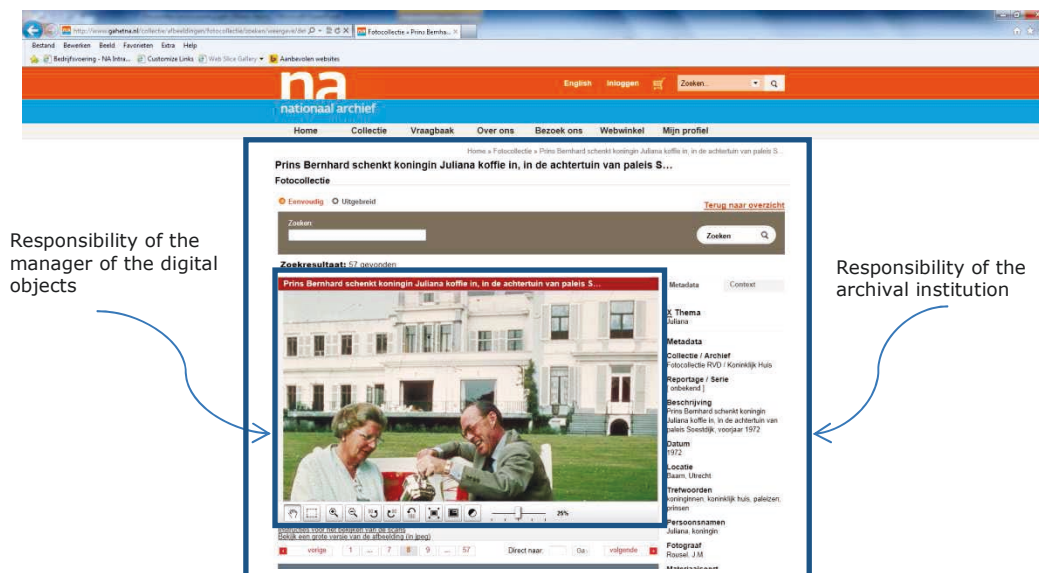 http://www.gahetna.nl/collectie/afbeeldingen/fotocollectie/zoeken/weergave/det
Fotocollectie » Prins Bernha...
Bestand Bewerken Beeld Favorieten Extra Help
Bedrijfsvoering - NA Intra... Customize Links Web Slice Gallery Aanbevolen websites
na
nationaal archief
English Inloggen Zoeken...
Home Collectie Vraagbaak Over ons Bezoek ons Webwinkel Mijn profiel
Home » Fotocollectie » Prins Bernhard schenkt koningin Juliana koffie in, in de achtertuin van paleis S...
Prins Bernhard schenkt koningin Juliana koffie in, in de achtertuin van paleis S...
Fotocollectie
Eenvoudig Uitgebreid
Terug naar overzicht
Zoeken
Zoeken
Zoekresultaat: 57 gevonden
Prins Bernhard schenkt koningin Juliana koffie in, in de achtertuin van paleis S...
Metadata Context
X Thema
Juliana
Metadata
Collectie / Archief
Fotocollectie RVD / Koninklijk Huis
Reportage / Serie
[ onbekend ]
Beschrijving
Prins Bernhard schenkt koningin
Juliana koffie in, in de achtertuin van
paleis Soestdijk, voorjaar 1972
Datum
1972
Locatie
Baarn, Utrecht
Trefwoorden
koninginnen, koninklijk huis, paleizen,
prinsen
Persoonsnamen
Juliana, koningin
Fotograaf
Rousel, J.M
Materiaalsoort
25%
Instructies voor het bekijken van de scans
Bekijk een grote versie van de afbeelding (in jpeg)
vorige 1 ... 7 8 9 ... 57 Direct naar: Ga volgende
Responsibility of the
manager of the digital
objects
Responsibility of the
archival institution